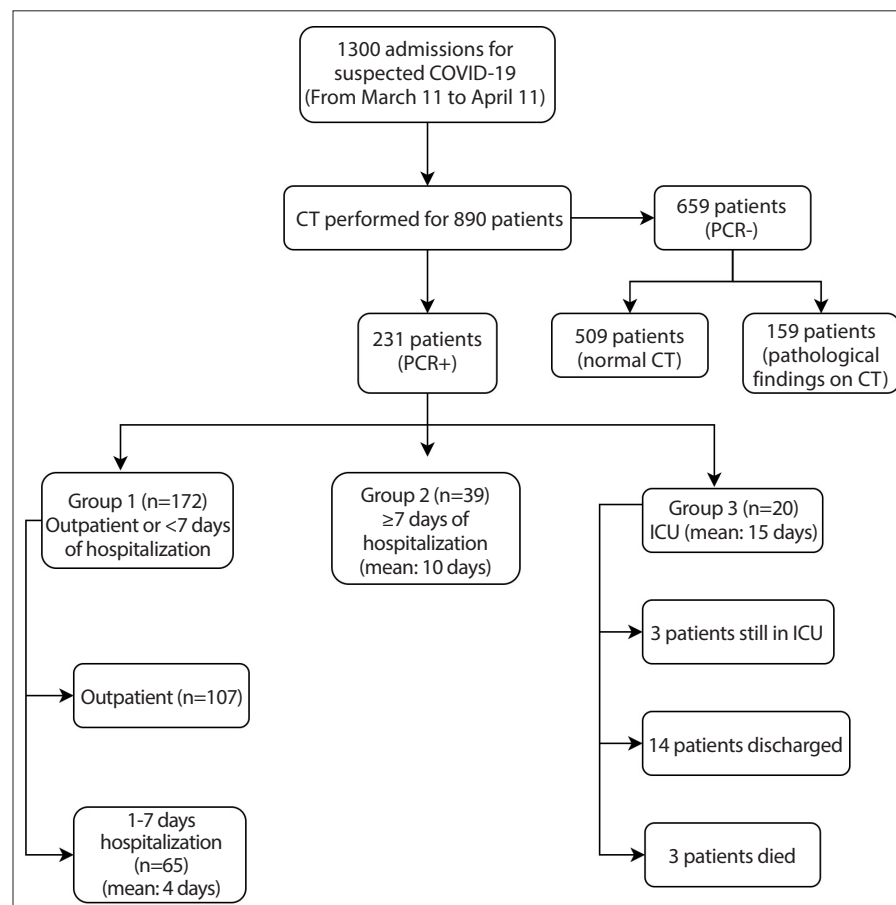 1300 admissions for
suspected COVID-19
(From March 11 to April 11)
CT performed for 890 patients
659 patients
(PCR-)
231 patients
(PCR+)
509 patients
(normal CT)
159 patients
(pathological
findings on CT)
Group 1 (n=172)
Outpatient or <7 days
of hospitalization
Group 2 (n=39)
≥7 days of
hospitalization
(mean: 10 days)
Group 3 (n=20)
ICU (mean: 15 days)
Outpatient (n=107)
1-7 days
hospitalization
(n=65)
(mean: 4 days)
3 patients still in ICU
14 patients discharged
3 patients died